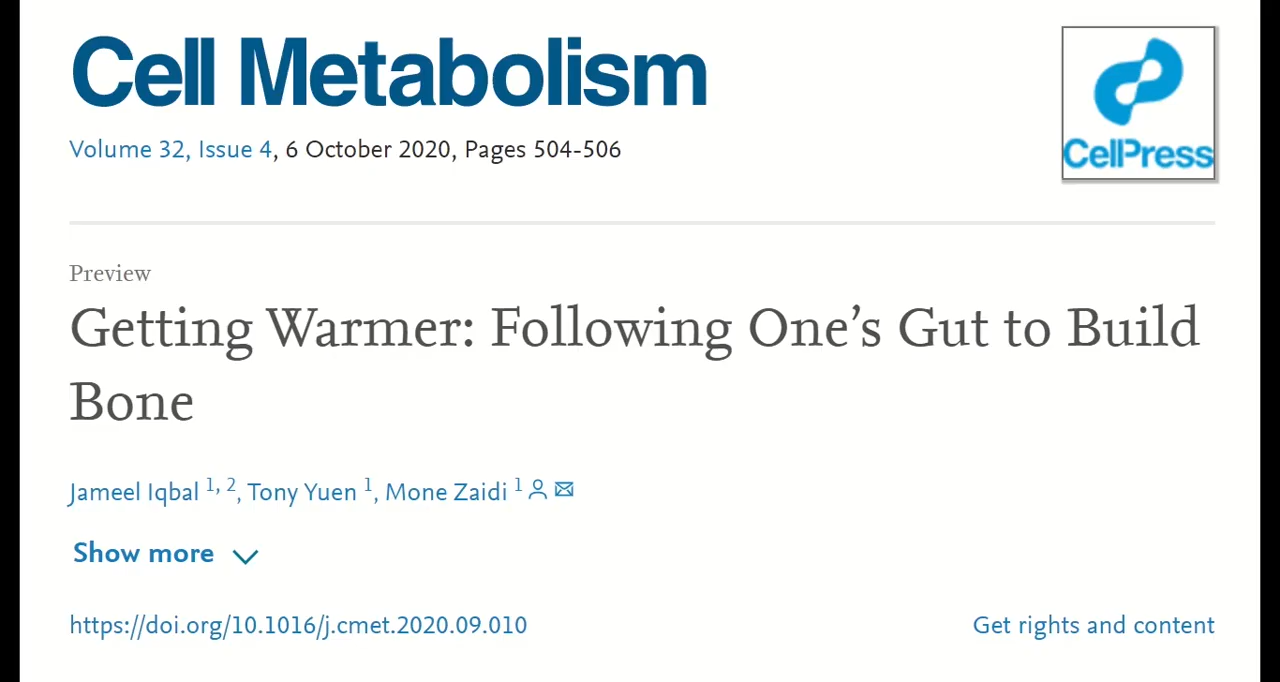 Cell Metabolism
CellPress
Volume 32, Issue 4, 6 October 2020, Pages 504-506
Preview
Getting Warmer: Following One’s Gut to Build
Bone
Jameel Iqbal 1, 2, Tony Yuen 1, Mone Zaidi 1
Show more
https://doi.org/10.1016/j.cmet.2020.09.010
Get rights and content